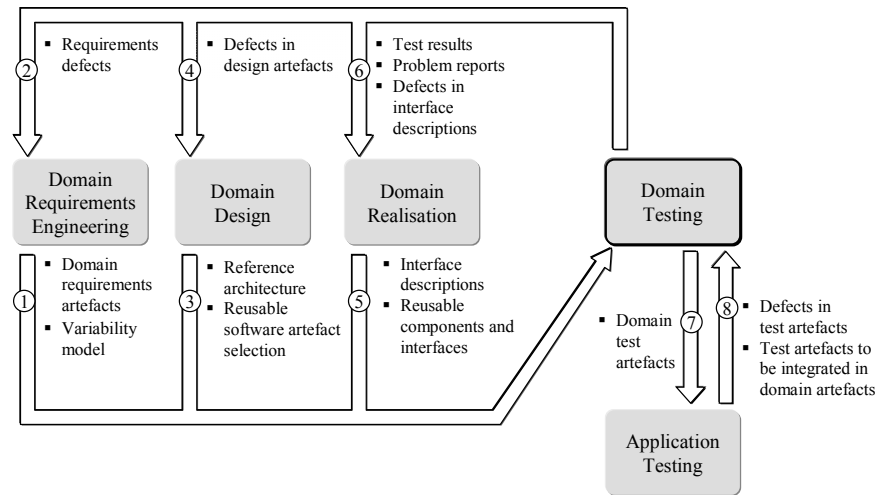 2
▪ Requirements
defects
4
▪ Defects in
design artefacts
6
▪ Test results
▪ Problem reports
▪ Defects in
interface
descriptions
Domain
Requirements
Engineering
Domain
Design
Domain
Realisation
Domain
Testing
1
▪ Domain
requirements
artefacts
▪ Variability
model
3
▪ Reference
architecture
▪ Reusable
software artefact
selection
5
▪ Interface
descriptions
▪ Reusable
components and
interfaces
▪ Domain
test
artefacts
7
8
▪ Defects in
test artefacts
▪ Test artefacts to
be integrated in
domain artefacts
Application
Testing